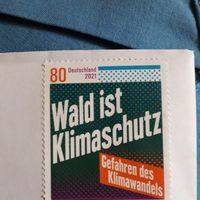 80 Deutschland
2021
Wald ist
Klimaschutz
Gefahren des
Klimawandels